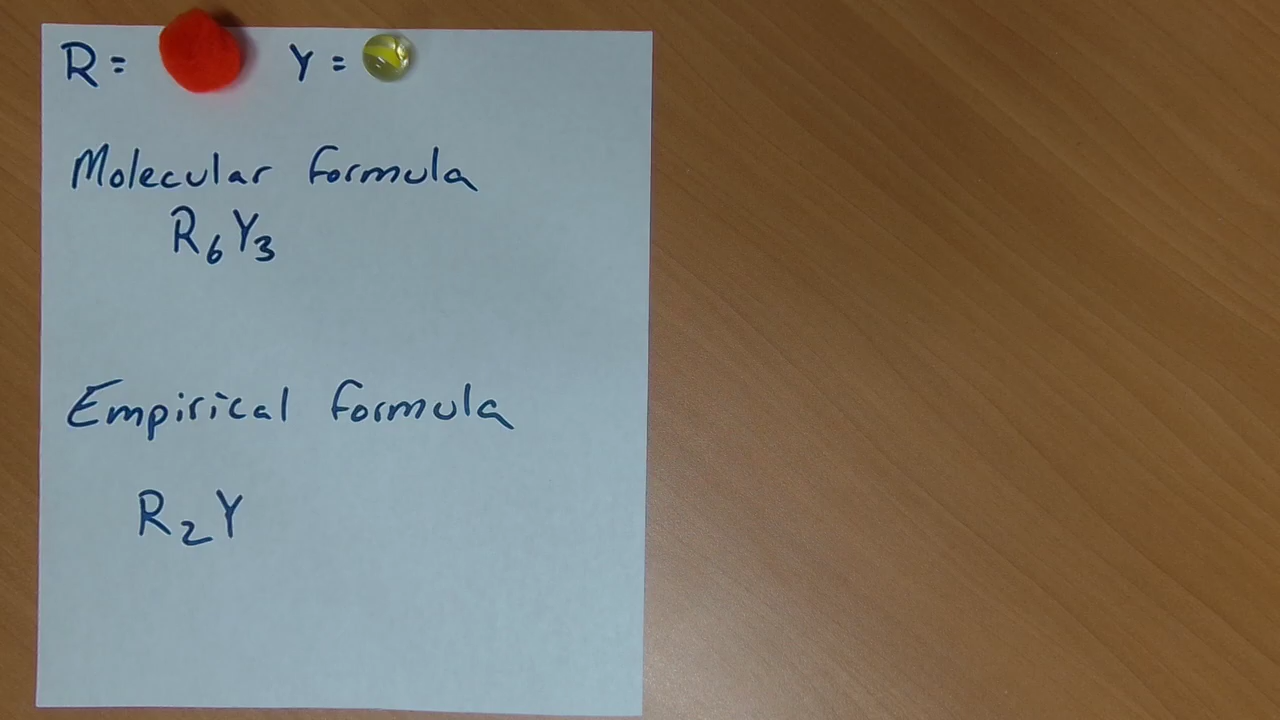 R= Y=
Molecular formula
R₆Y₃
Empirical formula
R₂Y